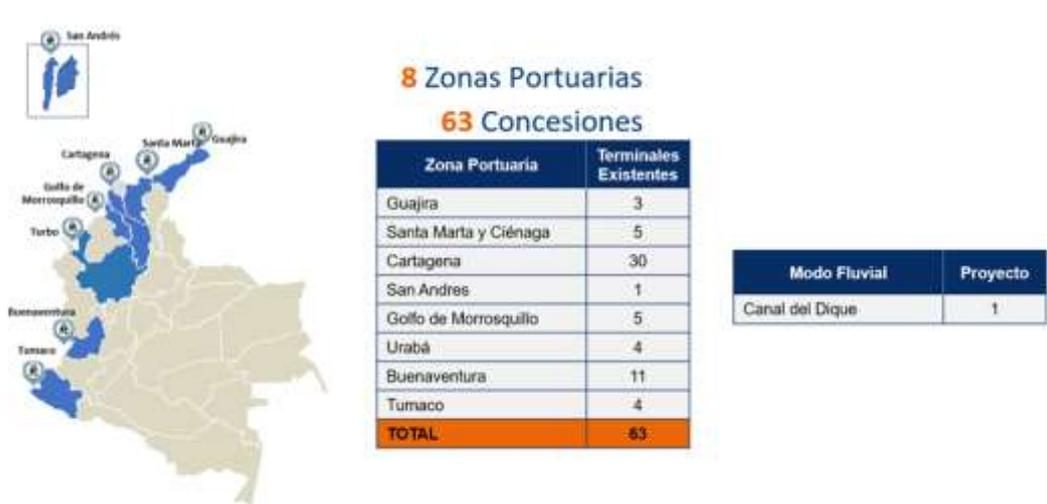 San Andrés
8 Zonas Portuarias
63 Concesiones
Guajira
Santa Marta
Cartagena
Golfo de
Morrosquillo
Turbo
Buenaventura
Tumaco
Zona Portuaria Terminales Existentes
Guajira 3
Santa Marta y Ciénaga 5
Cartagena 30
San Andres 1
Golfo de Morrosquillo 5
Urabá 4
Buenaventura 11
Tumaco 4
TOTAL 63
Modo Fluvial Proyecto
Canal del Dique 1